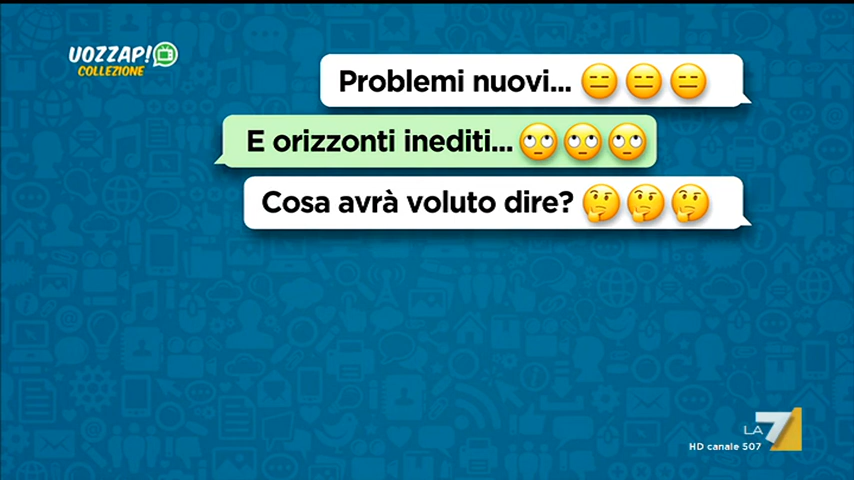 UOZZAP!
COLLEZIONE
Problemi nuovi... 😑 😑 😑
E orizzonti inediti... 🙄 🙄 🙄
Cosa avrà voluto dire? 🤔 🤔 🤔
LA7
HD canale 507